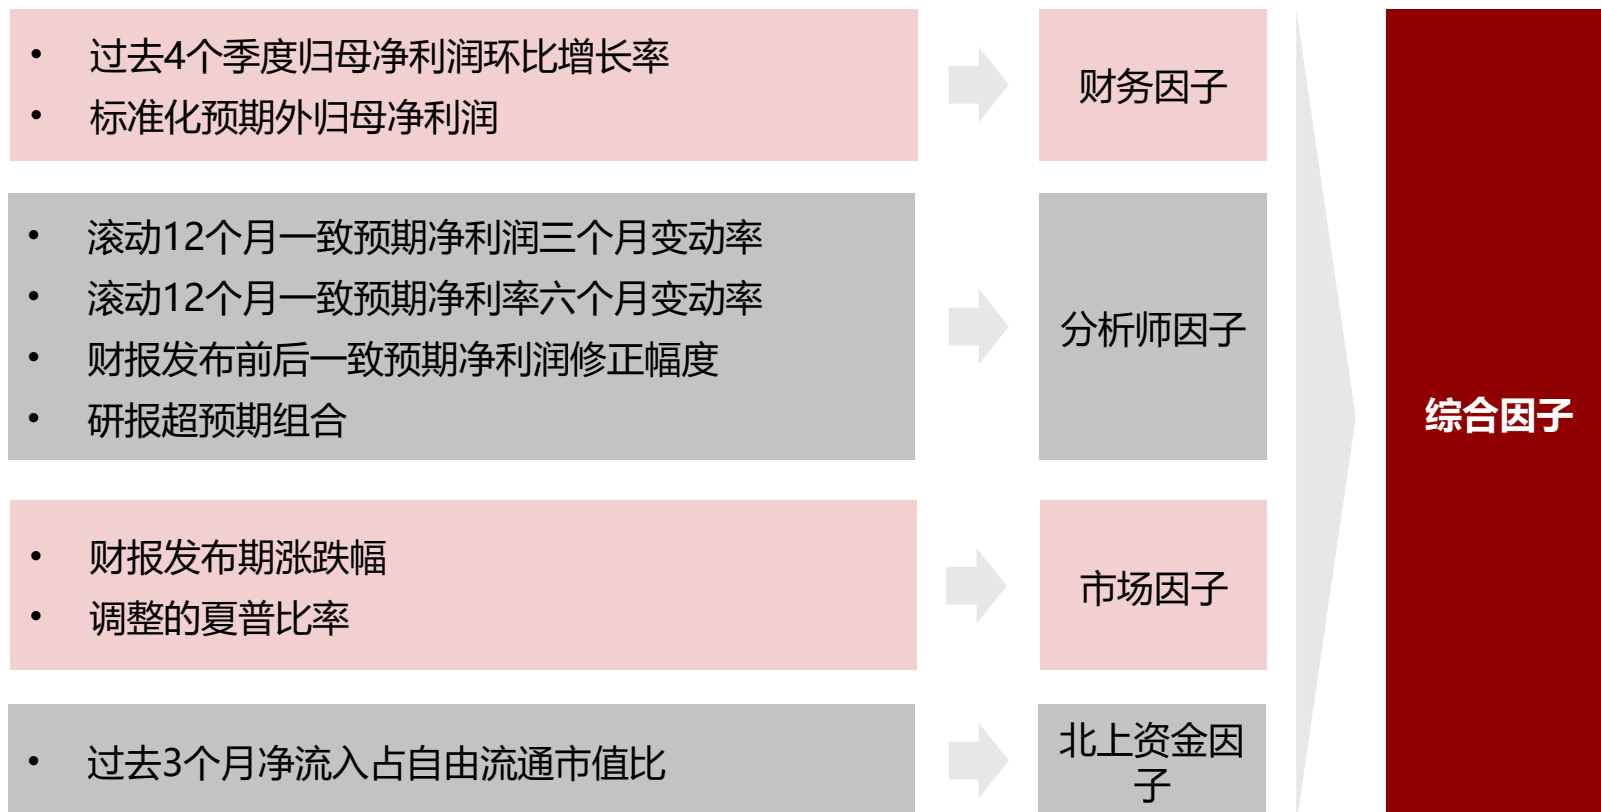 • 过去4个季度归母净利润环比增长率
• 标准化预期外归母净利润
财务因子
• 滚动12个月一致预期净利润三个月变动率
• 滚动12个月一致预期净利率六个月变动率
• 财报发布前后一致预期净利润修正幅度
• 研报超预期组合
分析师因子
• 财报发布期涨跌幅
• 调整的夏普比率
市场因子
• 过去3个月净流入占自由流通市值比
北上资金因
子
综合因子